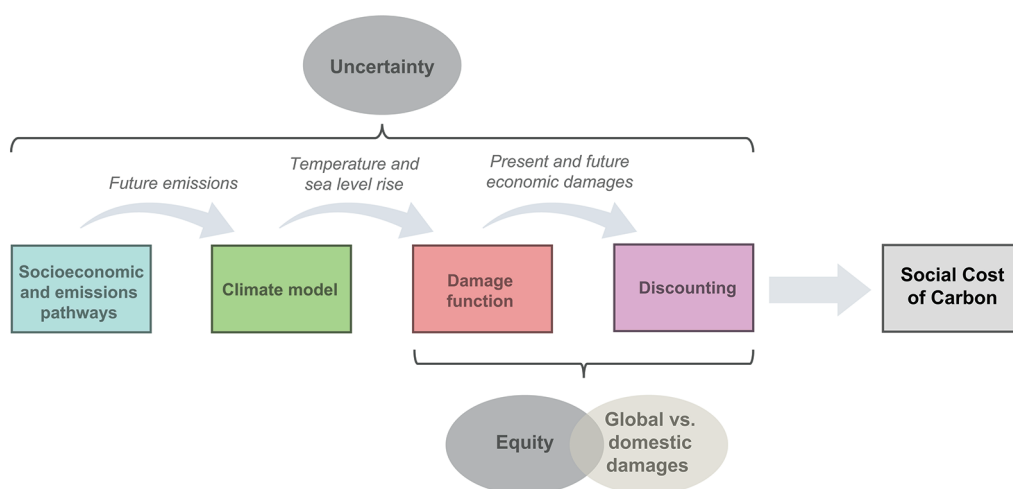 Uncertainty
Future emissions
Temperature and
sea level rise
Present and future
economic damages
Socioeconomic
and emissions
pathways
Climate model
Damage
function
Discounting
Social Cost
of Carbon
Equity
Global vs.
domestic
damages